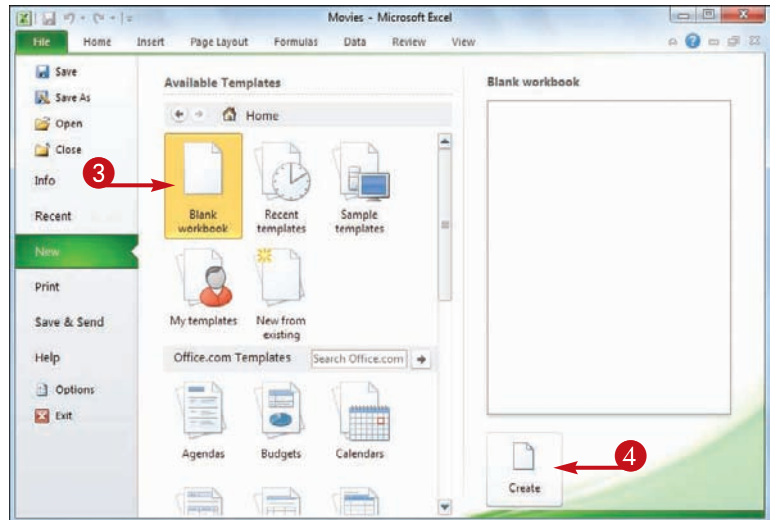 Movies - Microsoft Excel
File Home Insert Page Layout Formulas Data Review View
Save
Save As
Open
Close
Info
Recent
New
Print
Save & Send
Help
Options
Exit
Available Templates
Home
3
Blank workbook
Recent templates
Sample templates
My templates
New from existing
Office.com Templates
Search Office.com
Agendas
Budgets
Calendars
Blank workbook
4
Create